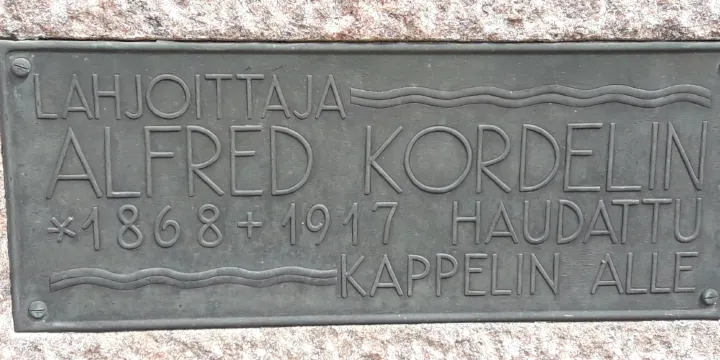 LAHJOITTAJA
ALFRED KORDELIN
*1868+1917 HAUDATTU
KAPPELIN ALLE